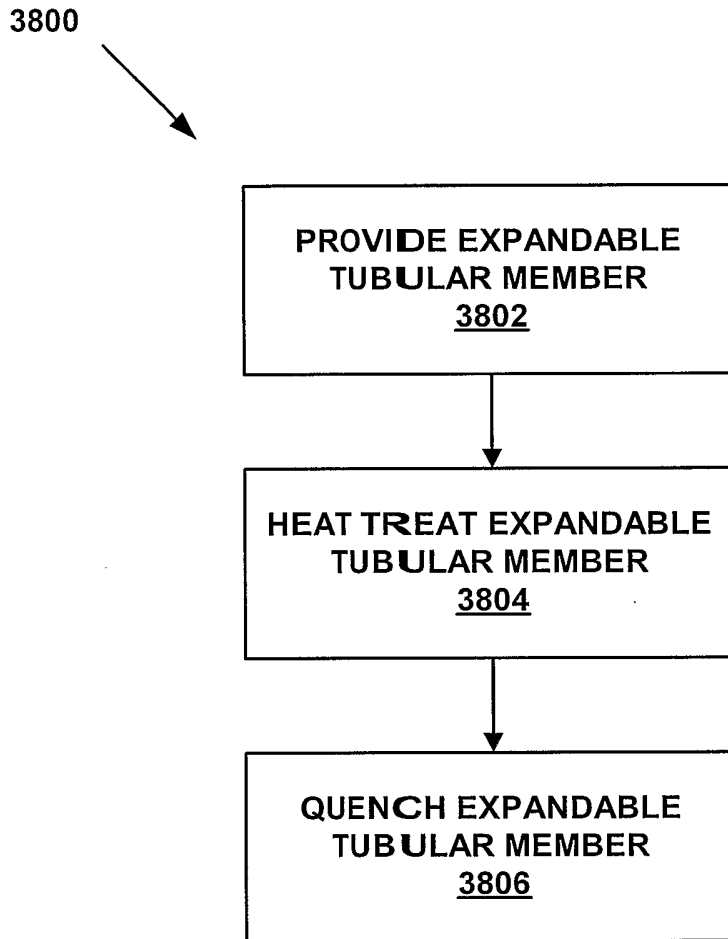 3800
PROVIDE EXPANDABLE
TUBULAR MEMBER
3802
HEAT TREAT EXPANDABLE
TUBULAR MEMBER
3804
QUENCH EXPANDABLE
TUBULAR MEMBER
3806